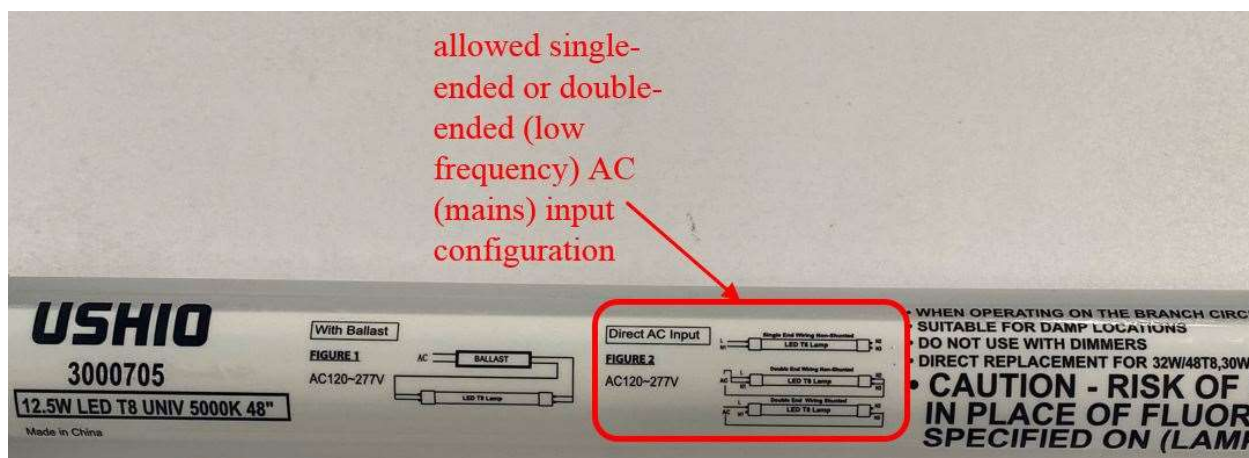 allowed single-
ended or double-
ended (low
frequency) AC
(mains) input
configuration
USHIO
3000705
12.5W LED T8 UNIV 5000K 48"
Made in China
With Ballast
FIGURE 1
AC120~277V
AC
BALLAST
LED T8 Lamp
Direct AC Input
FIGURE 2
AC120~277V
Single End Wiring Non-Shunted
L
LED T8 Lamp
Double End Wiring Non-Shunted
L
AC
LED T8 Lamp
Double End Wiring Shunted
L
AC
LED T8 Lamp
• WHEN OPERATING ON THE BRANCH CIRC
• SUITABLE FOR DAMP LOCATIONS
• DO NOT USE WITH DIMMERS
• DIRECT REPLACEMENT FOR 32W/48T8,30W
• CAUTION - RISK OF
IN PLACE OF FLUOR
SPECIFIED ON (LAMP